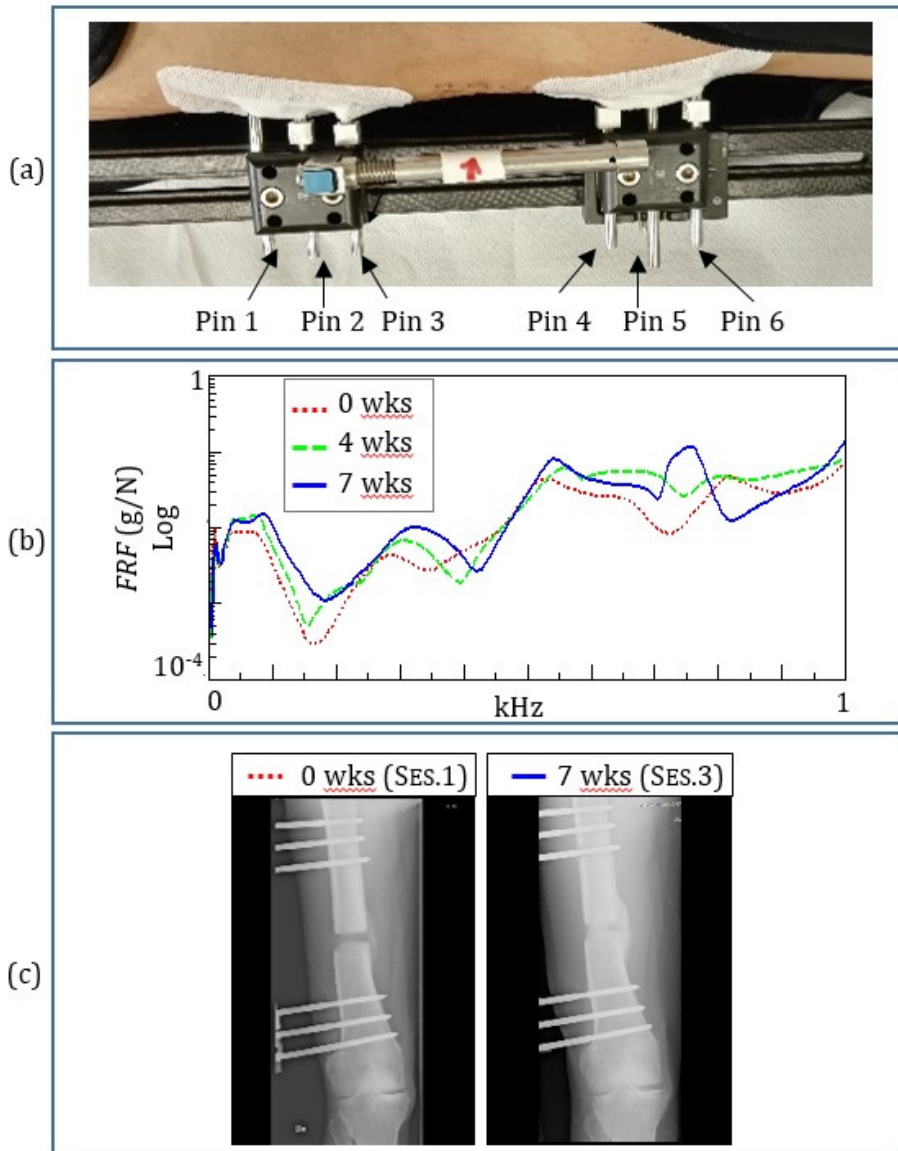 (a)
Pin 1 Pin 2 Pin 3 Pin 4 Pin 5 Pin 6
(b)
1
0 wks
4 wks
7 wks
FRF (g/N)
Log
10⁻⁴
0 kHz 1
(c)
0 wks (SES.1) 7 wks (SES.3)